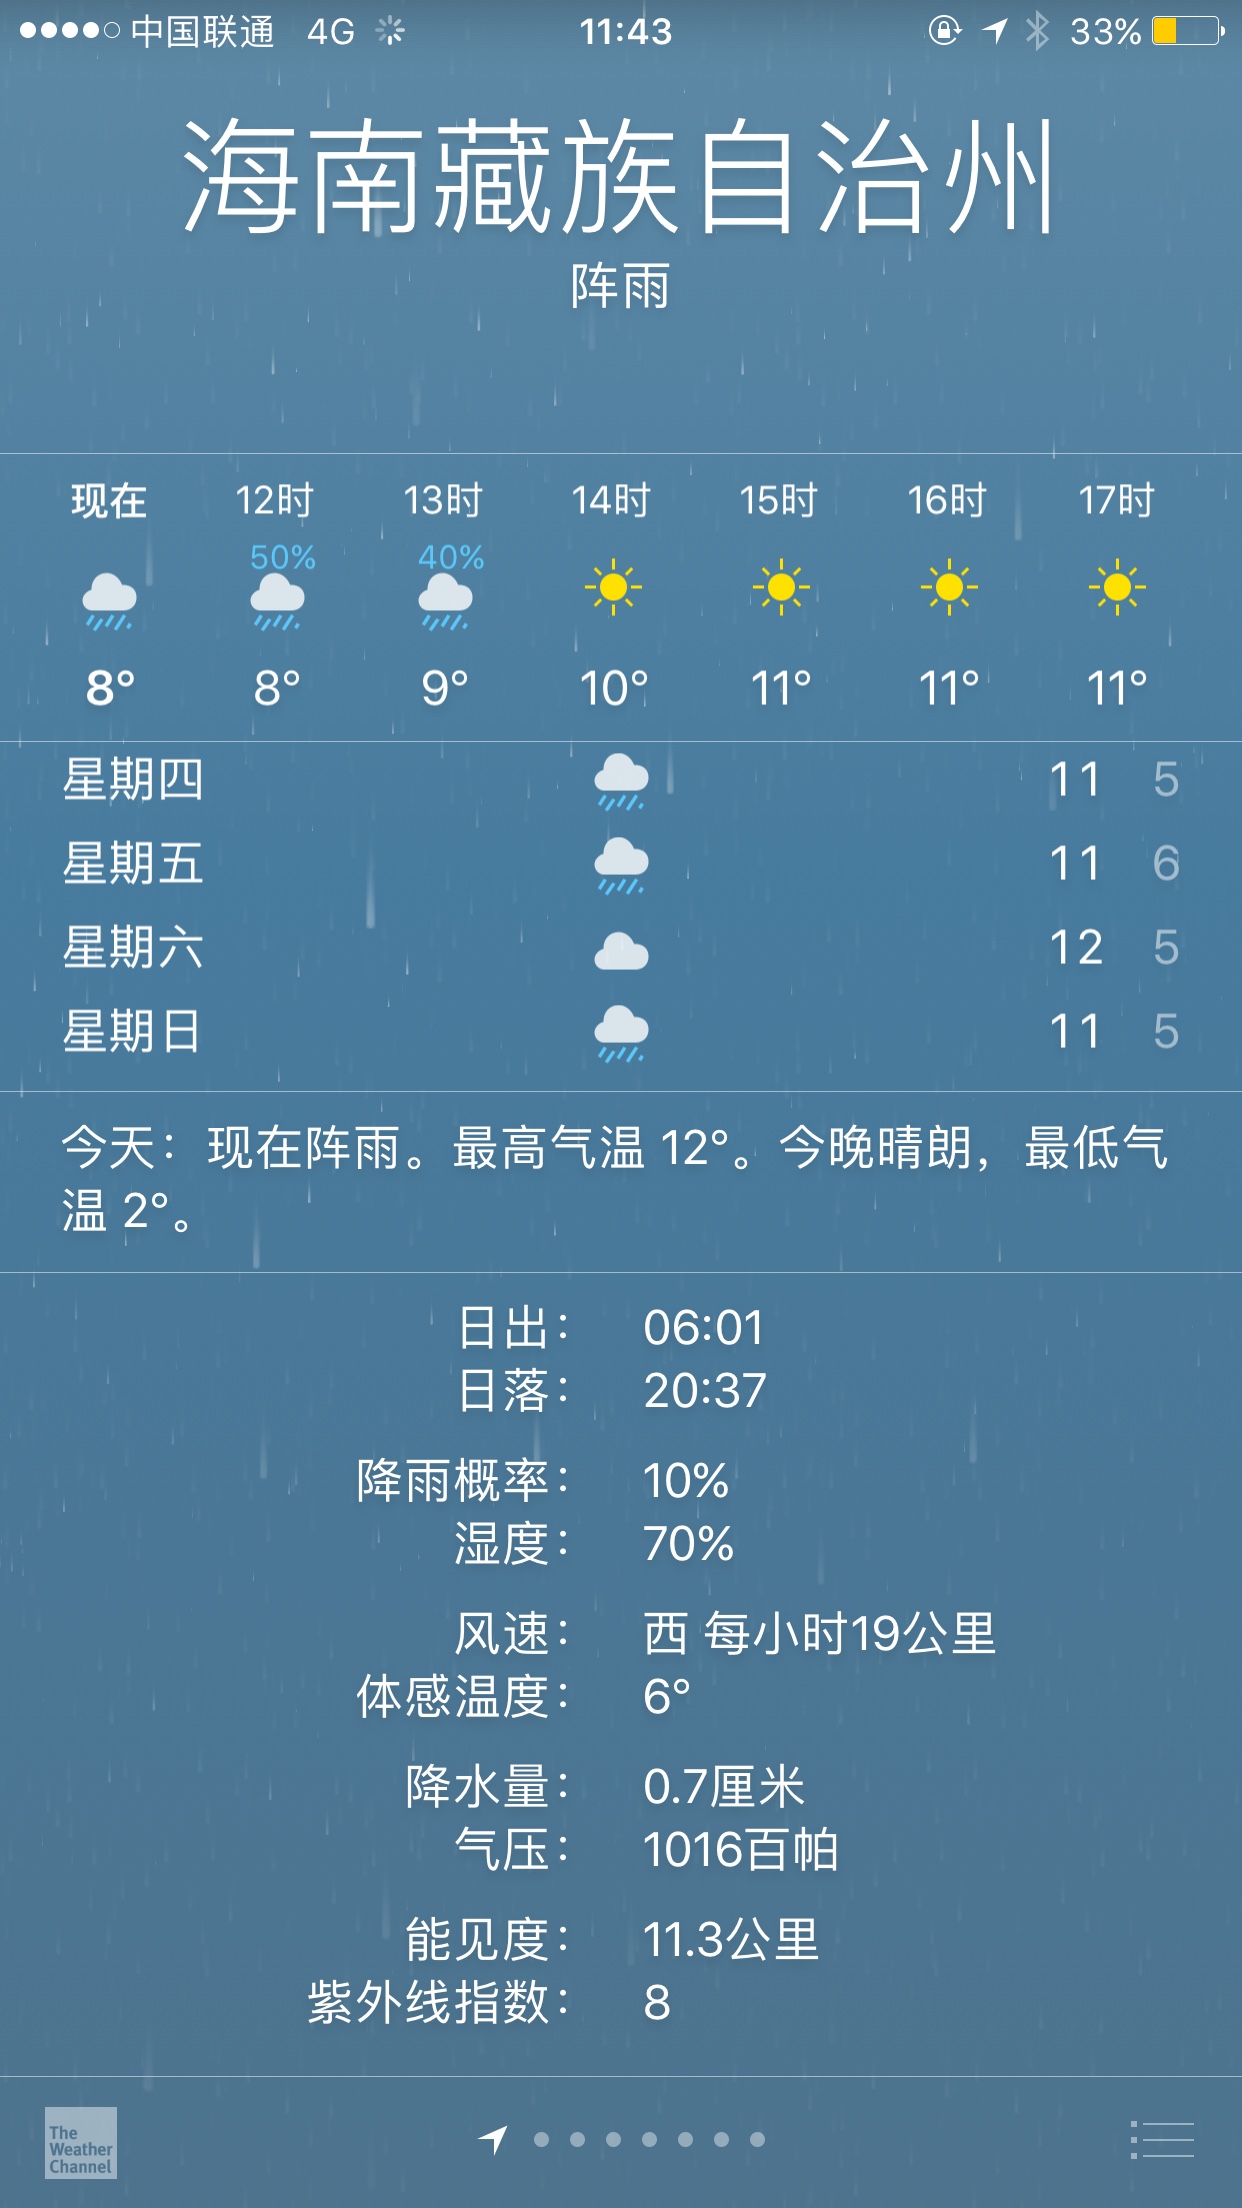 中国联通 4G 11:43 33%
海南藏族自治州
阵雨
现在 12时 13时 14时 15时 16时 17时
50% 40%
8° 8° 9° 10° 11° 11° 11°
星期四 11 5
星期五 11 6
星期六 12 5
星期日 11 5
今天：现在阵雨。最高气温 12°。今晚晴朗，最低气
温 2°。
日出： 06:01
日落： 20:37
降雨概率： 10%
湿度： 70%
风速： 西 每小时19公里
体感温度： 6°
降水量： 0.7厘米
气压： 1016百帕
能见度： 11.3公里
紫外线指数： 8
The
Weather
Channel